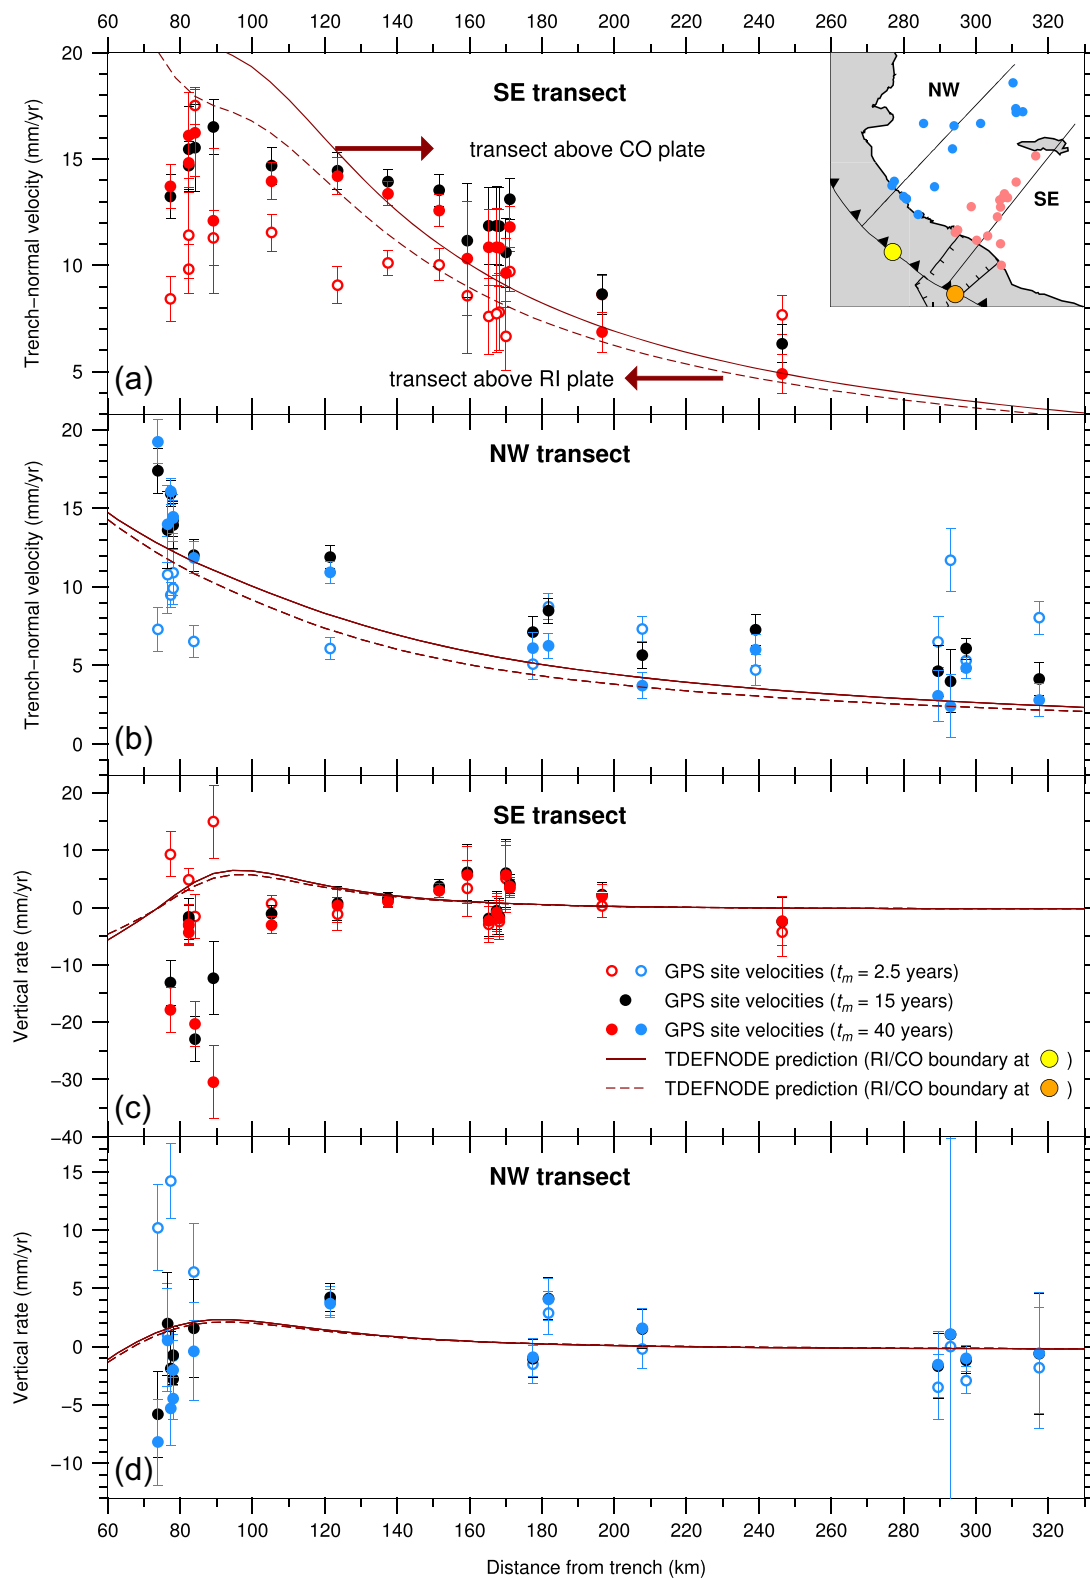 60 80 100 120 140 160 180 200 220 240 260 280 300 320
20
15
10
5
Trench–normal velocity (mm/yr)
SE transect
transect above CO plate
transect above RI plate
(a)
NW
SE
20
15
10
5
0
Trench–normal velocity (mm/yr)
NW transect
(b)
20
10
0
−10
−20
−30
−40
Vertical rate (mm/yr)
SE transect
GPS site velocities (tm = 2.5 years)
GPS site velocities (tm = 15 years)
GPS site velocities (tm = 40 years)
TDEFNODE prediction (RI/CO boundary at )
TDEFNODE prediction (RI/CO boundary at )
(c)
15
10
5
0
−5
−10
Vertical rate (mm/yr)
NW transect
(d)
60 80 100 120 140 160 180 200 220 240 260 280 300 320
Distance from trench (km)